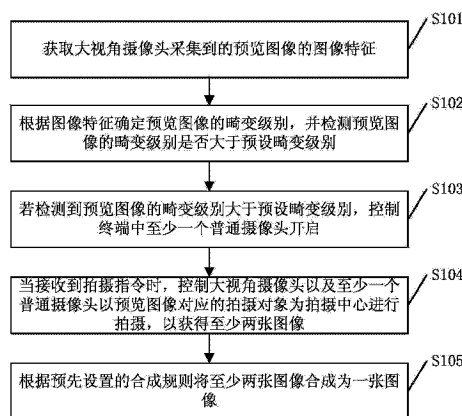 获取大视角摄像头采集到的预览图像的图像特征
S101
根据图像特征确定预览图像的畸变级别，并检测预览图
像的畸变级别是否大于预设畸变级别
S102
若检测到预览图像的畸变级别大于预设畸变级别，控制
终端中至少一个普通摄像头开启
S103
当接收到拍摄指令时，控制大视角摄像头以及至少一个
普通摄像头以预览图像对应的拍摄对象为拍摄中心进行
拍摄，以获得至少两张图像
S104
根据预先设置的合成规则将至少两张图像合成为一张图
像
S105